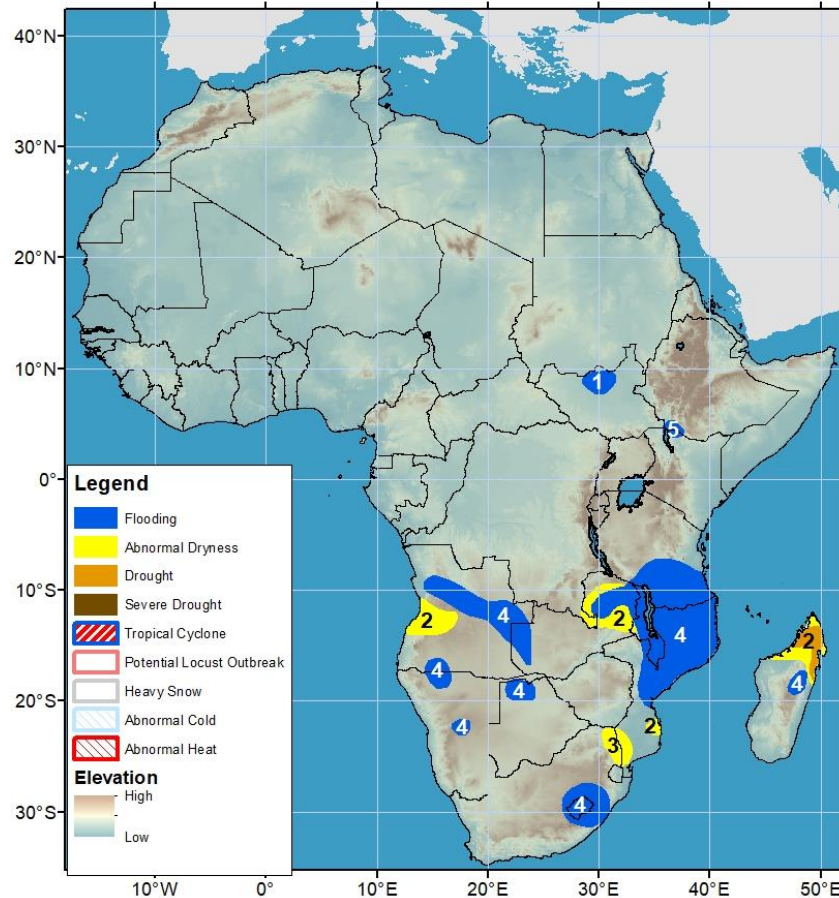 40°N
30°N
20°N
10°N
1
5
0°
Legend
Flooding
Abnormal Dryness
Drought
Severe Drought
Tropical Cyclone
Potential Locust Outbreak
Heavy Snow
Abnormal Cold
Abnormal Heat
Elevation
High
Low
10°S
4
2
2
4
2
20°S
4
4
4
4
2
3
30°S
4
10°W
0°
10°E
20°E
30°E
40°E
50°E